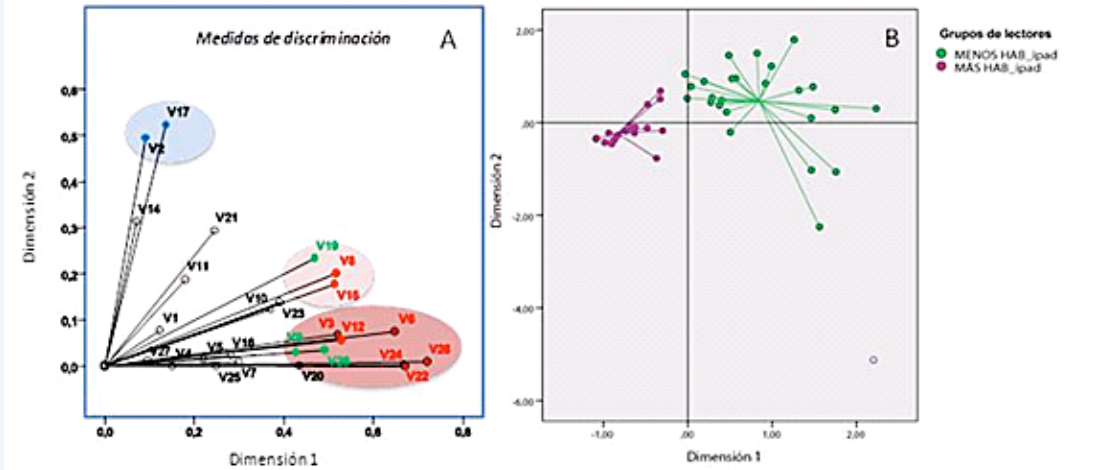 Medidas de discriminación
A
Dimensión 2
0,6
0,5
0,4
0,3
0,2
0,1
0,0
V17
V2
V14
V21
V11
V19
V8
V15
V10
V23
V1
V3
V12
V6
V9
V5
V16
V27
V4
V24
V26
V25
V7
V20
V22
0,0
0,2
0,4
0,6
0,8
Dimensión 1
B
Dimensión 2
2.00
.00
-2.00
-4.00
-6.00
-1.00
.00
1.00
2.00
Dimensión 1
Grupos de lectores
MENOS HAB_ipad
MÁS HAB_ipad